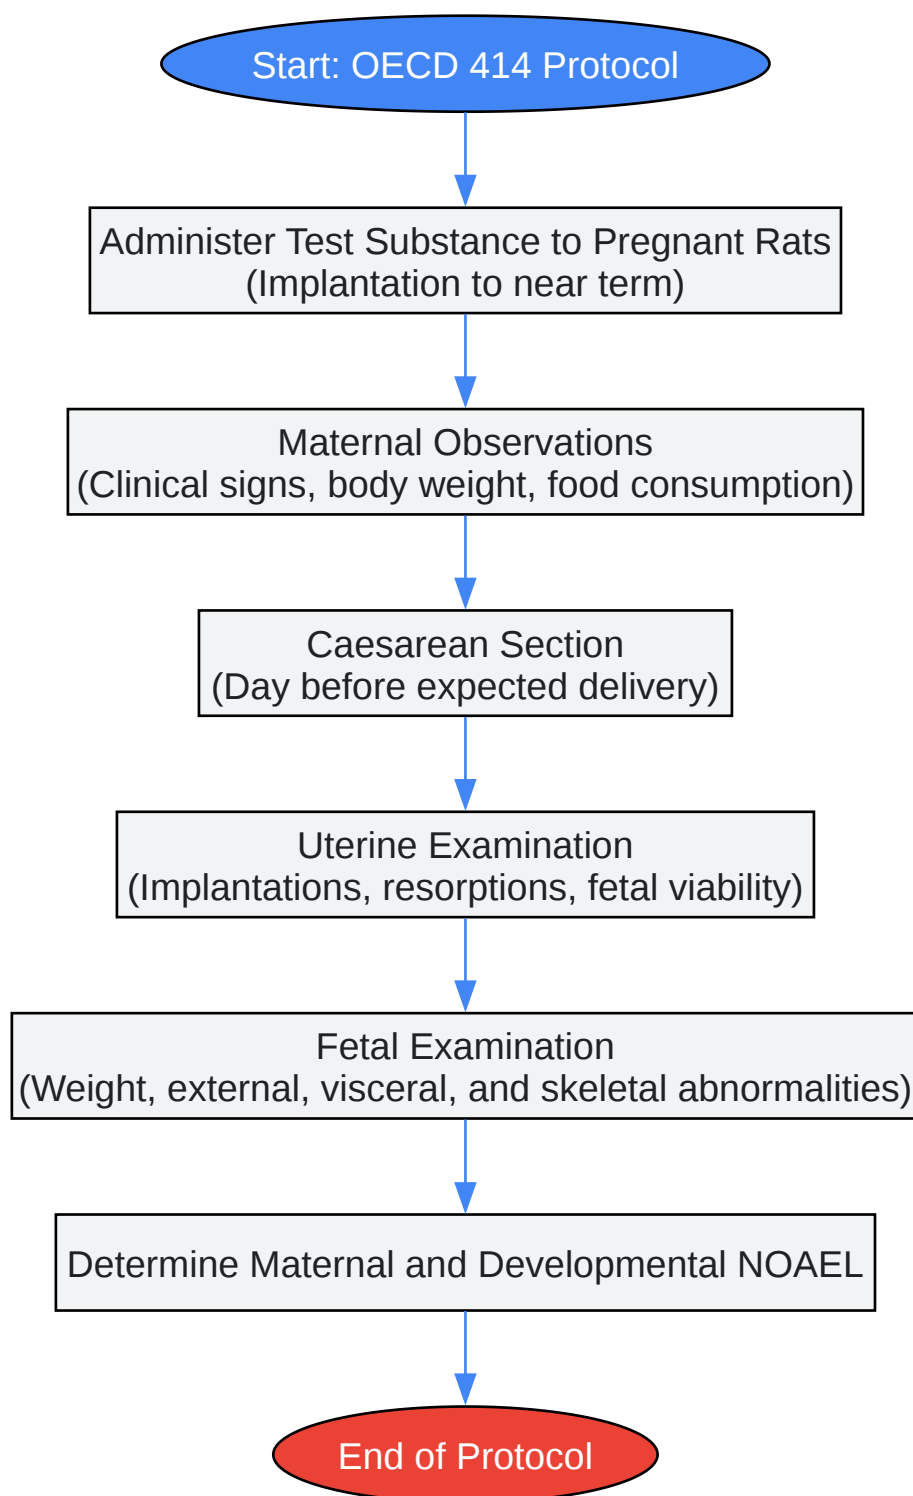 Start: OECD 414 Protocol
Administer Test Substance to Pregnant Rats
(Implantation to near term)
Maternal Observations
(Clinical signs, body weight, food consumption)
Caesarean Section
(Day before expected delivery)
Uterine Examination
(Implantations, resorptions, fetal viability)
Fetal Examination
(Weight, external, visceral, and skeletal abnormalities)
Determine Maternal and Developmental NOAEL
End of Protocol